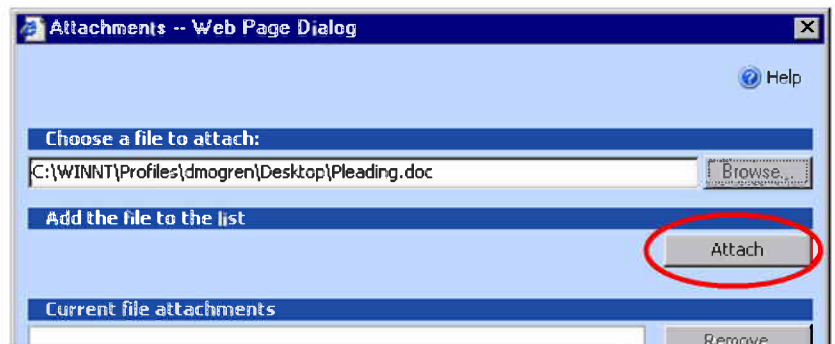 Attachments -- Web Page Dialog
Help
Choose a file to attach:
C:\WINNT\Profiles\dmogren\Desktop\Pleading.doc
Browse...
Add the file to the list
Attach
Current file attachments
Remove